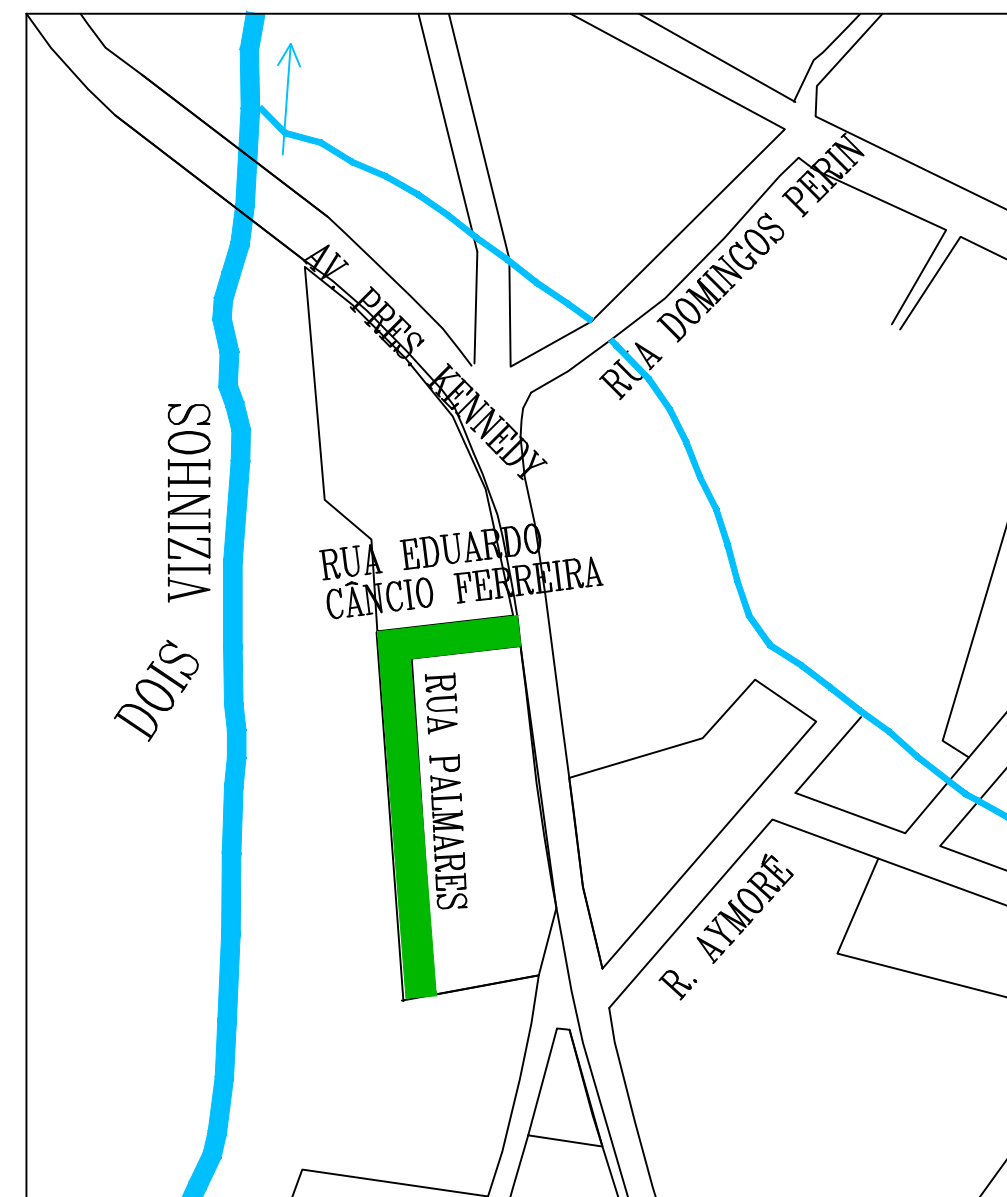 RUA DOMINGOS PERIN
AV. PRES. KENNEDY
DOIS VIZINHOS
RUA EDUARDO
CÂNCIO FERREIRA
RUA PALMARES
R. AYMORÉ